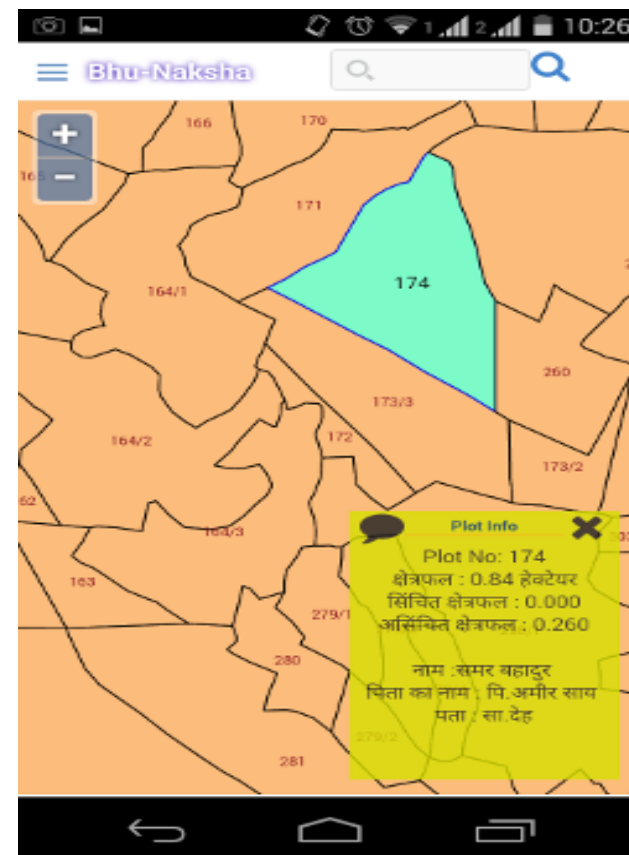 1 2 10:26
Bhu-Naksha
166
170
171
164/1
174
260
173/3
164/2
172
173/2
164/3
163
279/1
280
279/2
281
Plot Info
Plot No: 174
क्षेत्रफल : 0.84 हेक्टेयर
सिंचित क्षेत्रफल : 0.000
असिंचित क्षेत्रफल : 0.260
नाम :समर बहादुर
पिता का नाम : पि.अमीर साय
पता : सा.देह